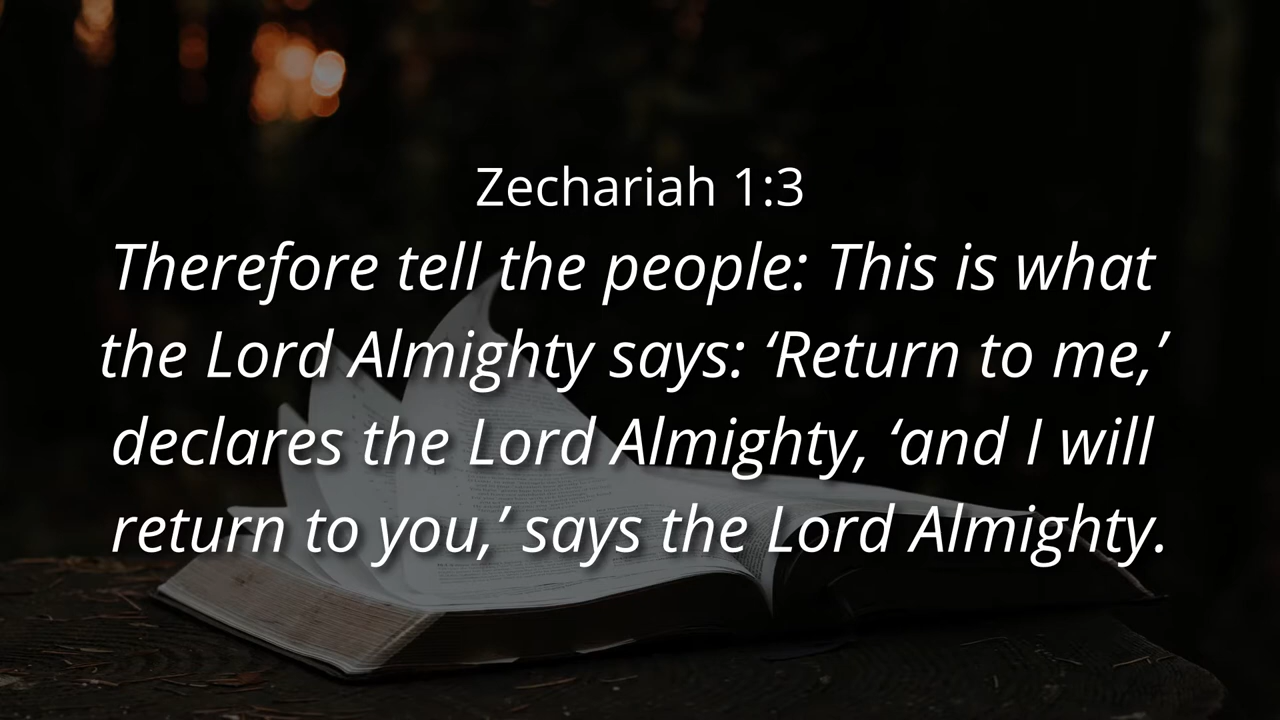 Zechariah 1:3
Therefore tell the people: This is what
the Lord Almighty says: ‘Return to me,’
declares the Lord Almighty, ‘and I will
return to you,’ says the Lord Almighty.